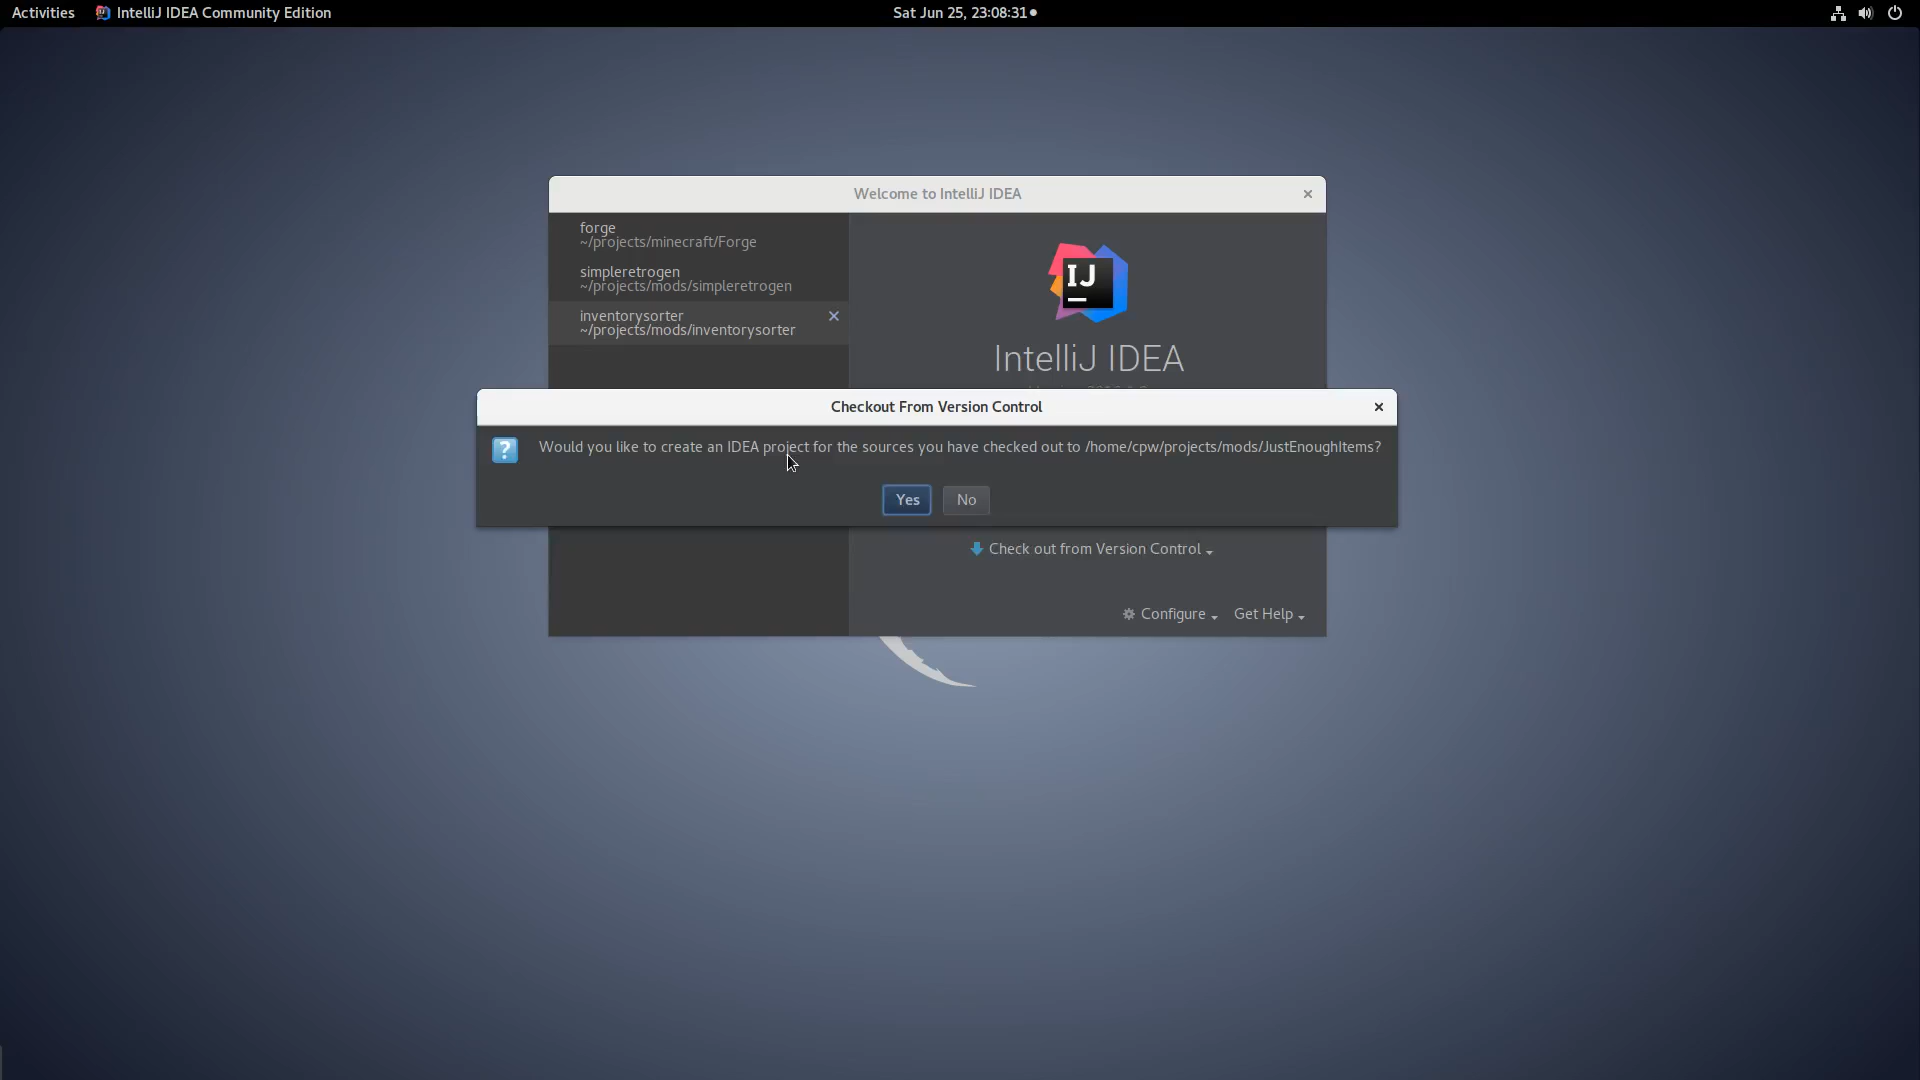 Activities IntelliJ IDEA Community Edition Sat Jun 25, 23:08:31
Welcome to IntelliJ IDEA
forge
~/projects/minecraft/Forge
simpleretrogen
~/projects/mods/simpleretrogen
inventorysorter
~/projects/mods/inventorysorter
IJ
IntelliJ IDEA
Checkout From Version Control
Would you like to create an IDEA project for the sources you have checked out to /home/cpw/projects/mods/JustEnoughItems?
Yes No
Check out from Version Control
Configure Get Help